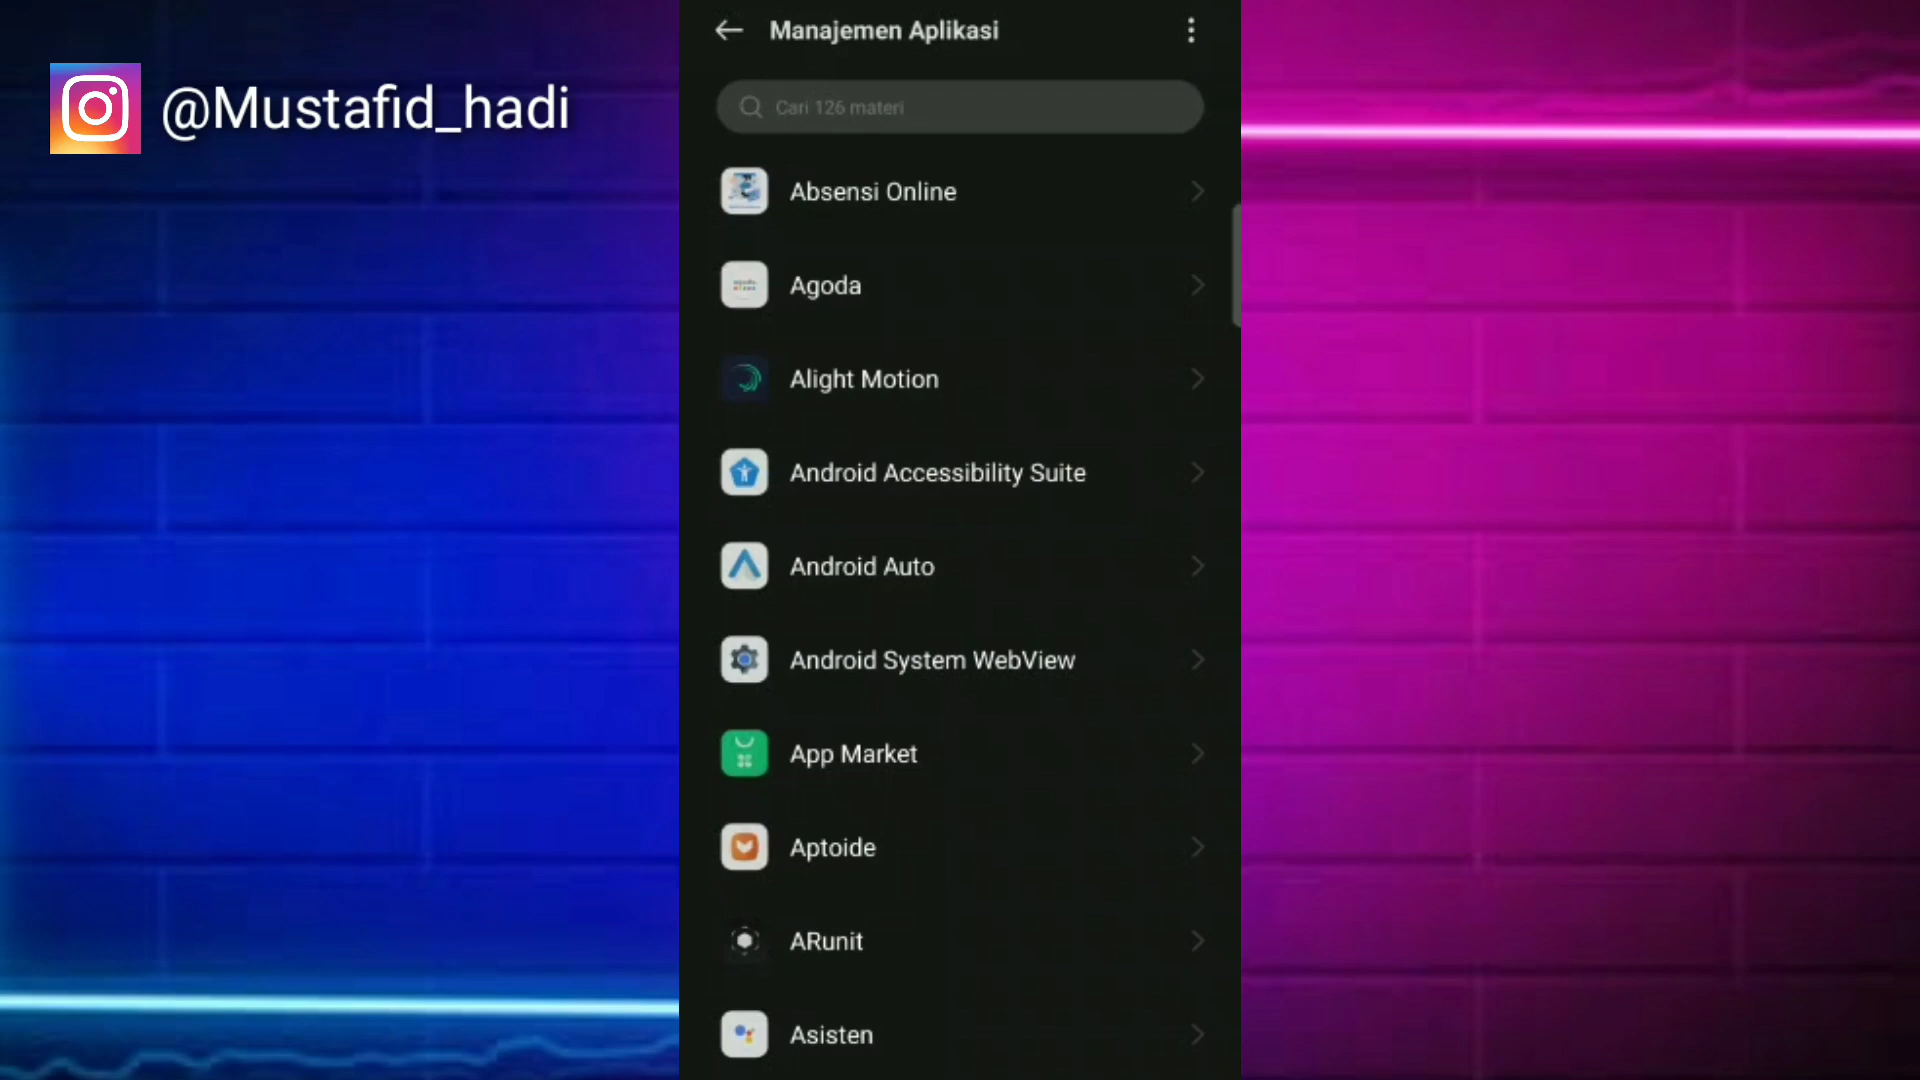 @Mustafid_hadi
Manajemen Aplikasi
Cari 126 materi
Absensi Online
Agoda
Alight Motion
Android Accessibility Suite
Android Auto
Android System WebView
App Market
Aptoide
ARunit
Asisten